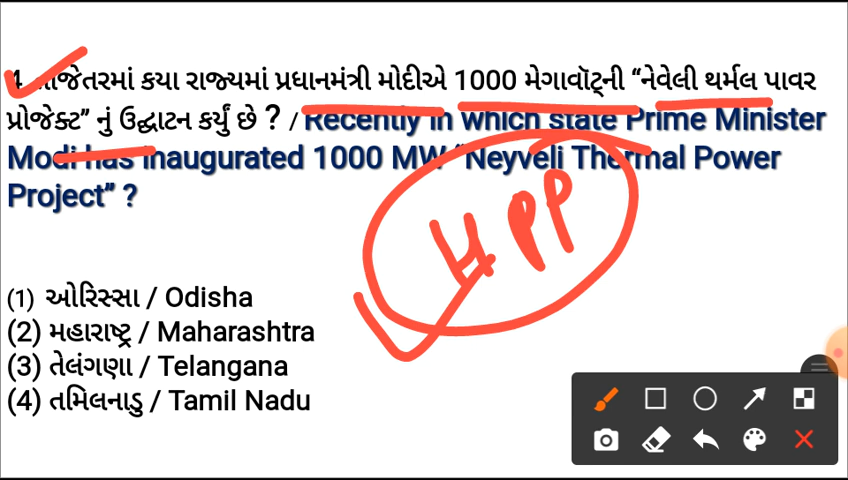 4. તાજેતરમાં કયા રાજ્યમાં પ્રધાનમંત્રી મોદીએ 1000 મેગાવૉટ્ની “નેવેલી થર્મલ પાવર
પ્રોજેક્ટ” નું ઉદ્ઘાટન કર્યું છે ? / Recently in which state Prime Minister
Modi has inaugurated 1000 MW “Neyveli Thermal Power
Project” ?
PP
(1) ઓરિસ્સા / Odisha
(2) મહારાષ્ટ્ર / Maharashtra
(3) તેલંગણા / Telangana
(4) તમિલનાડુ / Tamil Nadu